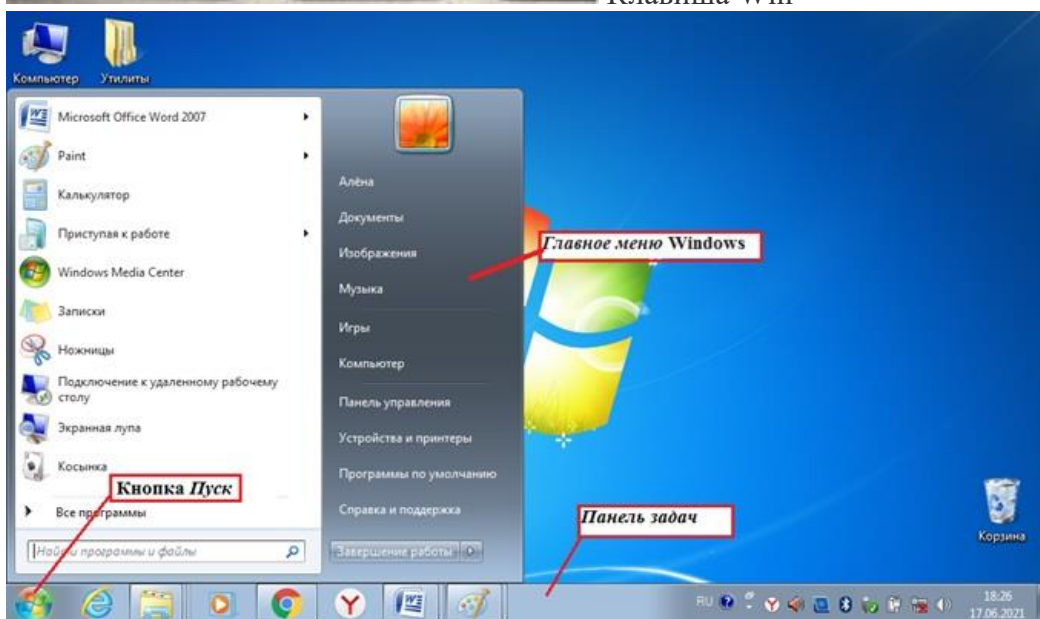 Клавиша Win
Компьютер Утилиты
Microsoft Office Word 2007
Paint
Калькулятор
Приступая к работе
Windows Media Center
Записки
Ножницы
Подключение к удаленному рабочему
столу
Экранная лупа
Косынка
Кнопка Пуск
Все программы
Найти программы и файлы
Алёна
Документы
Изображения
Музыка
Игры
Компьютер
Панель управления
Устройства и принтеры
Программы по умолчанию
Справка и поддержка
Завершение работы
Главное меню Windows
Панель задач
Корзина
RU
18:26
17.06.2021